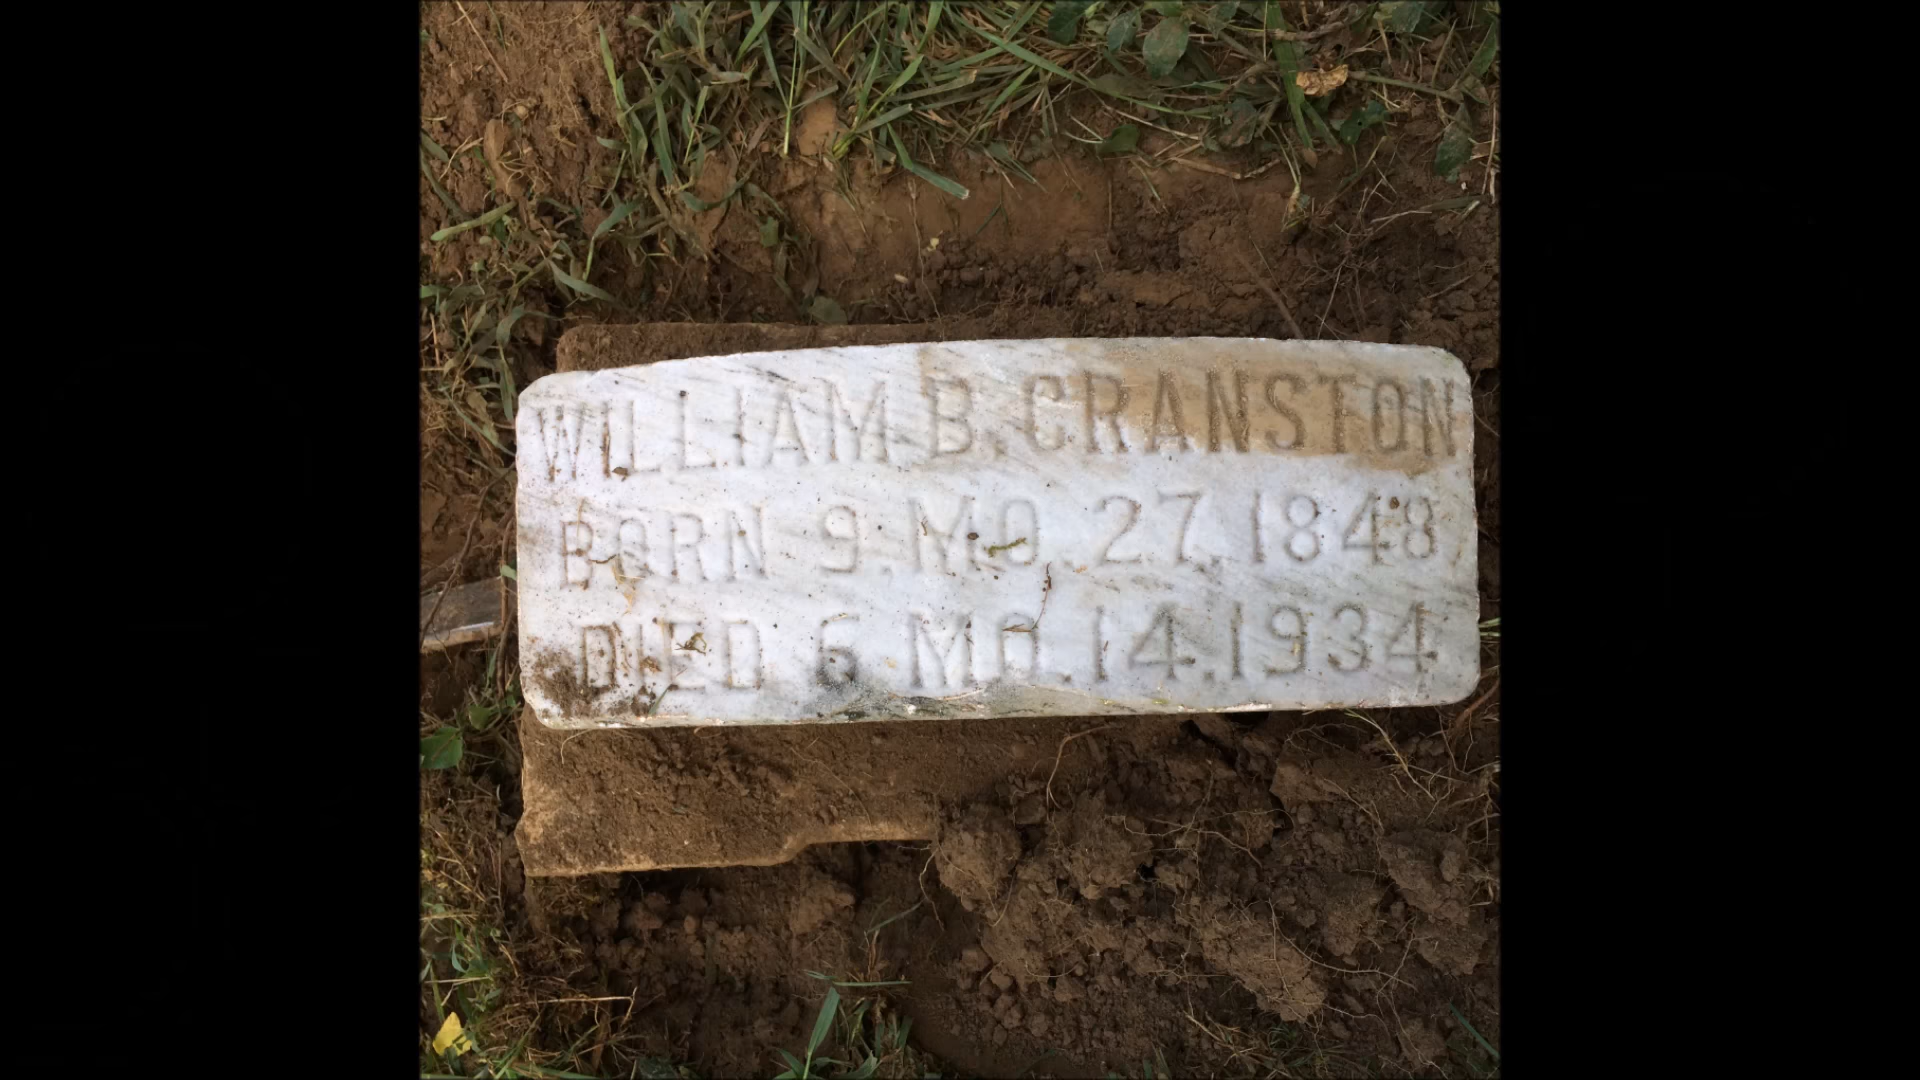 WILLIAM B. CRANSTON
BORN 9. MO. 27. 1848
DIED 6 MO. 14. 1934